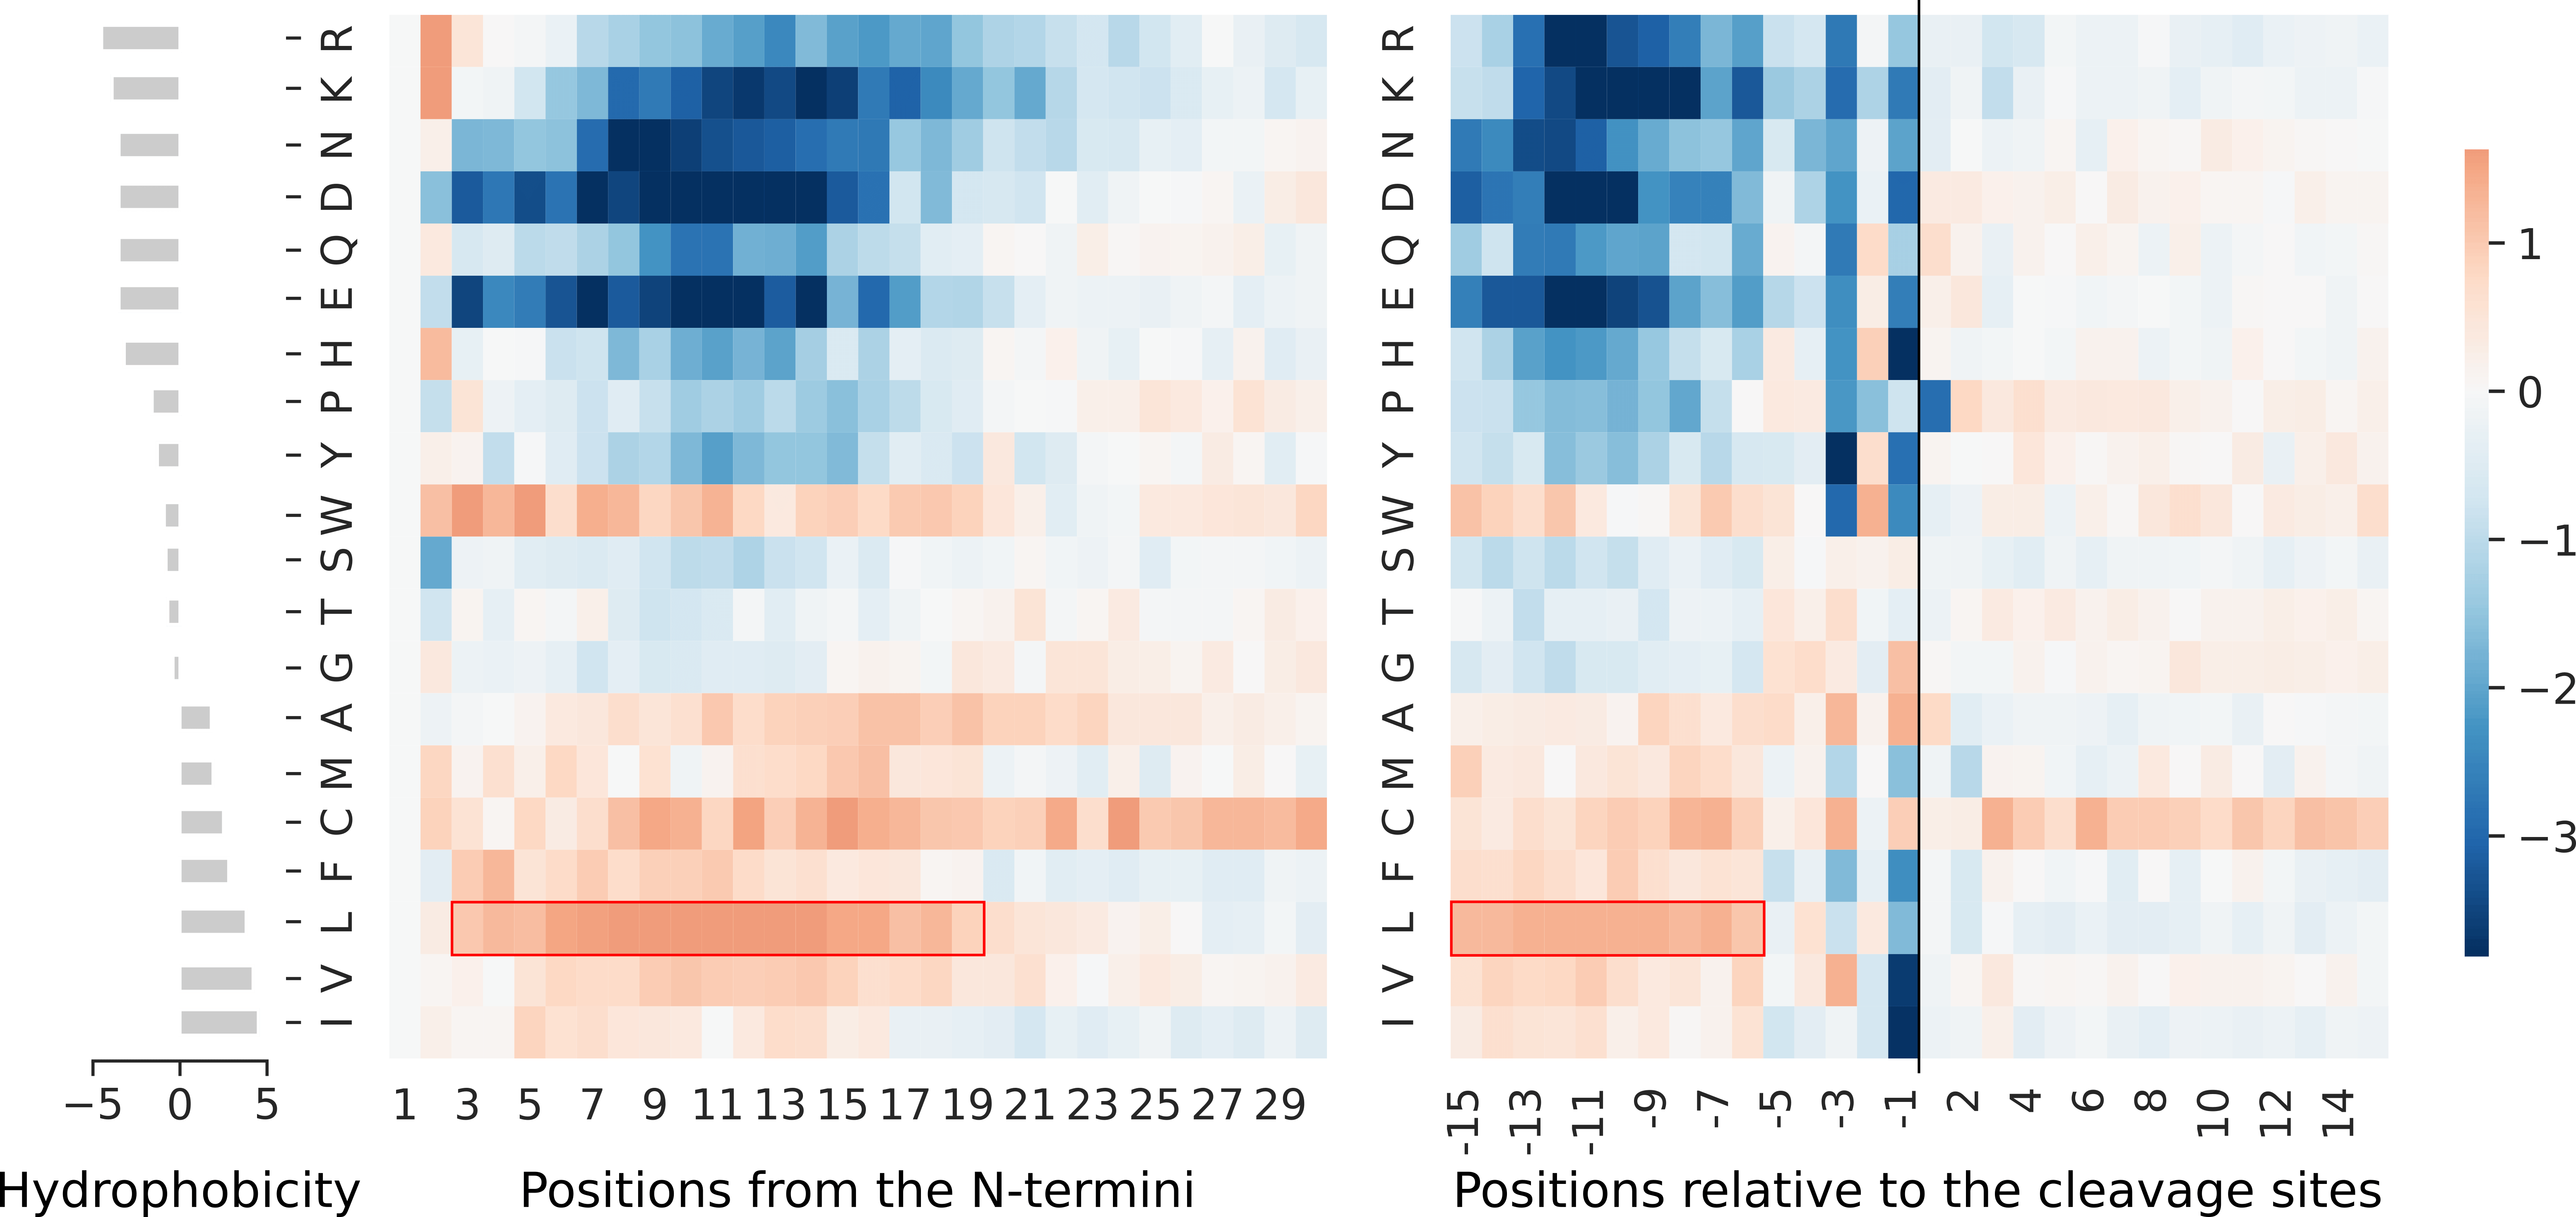 R
K
N
D
Q
E
H
P
Y
W
S
T
G
A
M
C
F
L
V
I
−5 0 5
Hydrophobicity
1 3 5 7 9 11 13 15 17 19 21 23 25 27 29
Positions from the N-termini
R
K
N
D
Q
E
H
P
Y
W
S
T
G
A
M
C
F
L
V
I
-15 -13 -11 -9 -7 -5 -3 -1 2 4 6 8 10 12 14
Positions relative to the cleavage sites
1
0
−1
−2
−3